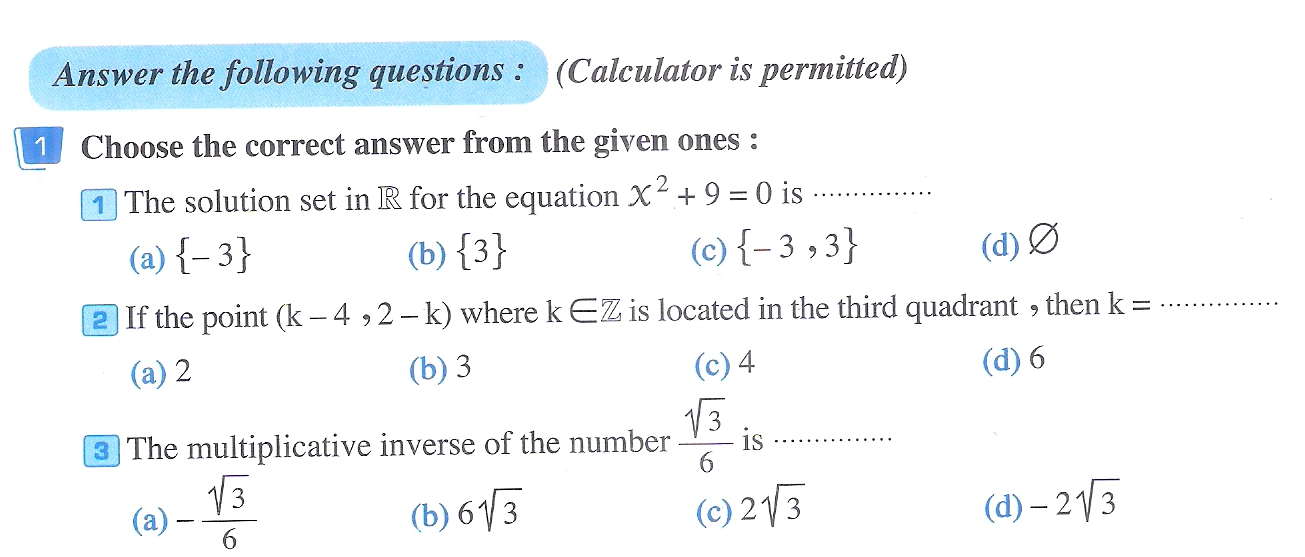 Answer the following questions : (Calculator is permitted)
1 Choose the correct answer from the given ones :
1 The solution set in ℝ for the equation x² + 9 = 0 is ...............
(a) {– 3} (b) {3} (c) {– 3 , 3} (d) ∅
2 If the point (k – 4 , 2 – k) where k ∈ ℤ is located in the third quadrant , then k = ...............
(a) 2 (b) 3 (c) 4 (d) 6
3 The multiplicative inverse of the number √3/6 is ...............
(a) – √3/6 (b) 6√3 (c) 2√3 (d) – 2√3